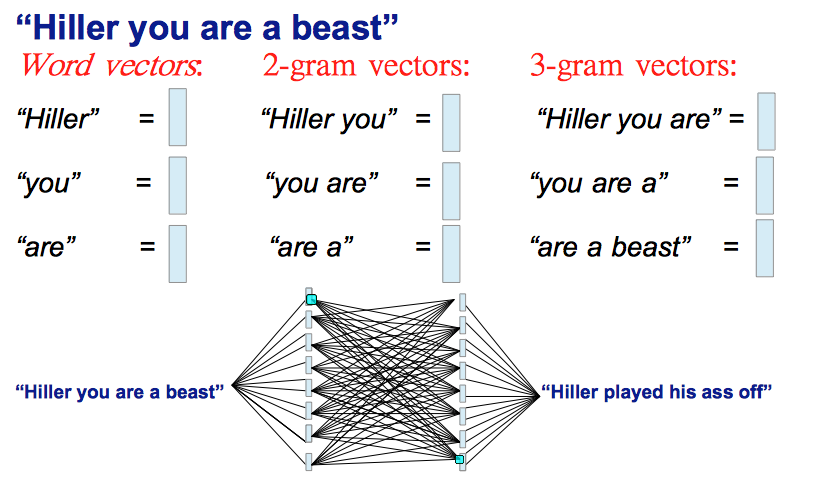 “Hiller you are a beast”
Word vectors: 2-gram vectors: 3-gram vectors:
“Hiller” = “Hiller you” = “Hiller you are” =
“you” = “you are” = “you are a” =
“are” = “are a” = “are a beast” =
“Hiller you are a beast” “Hiller played his ass off”